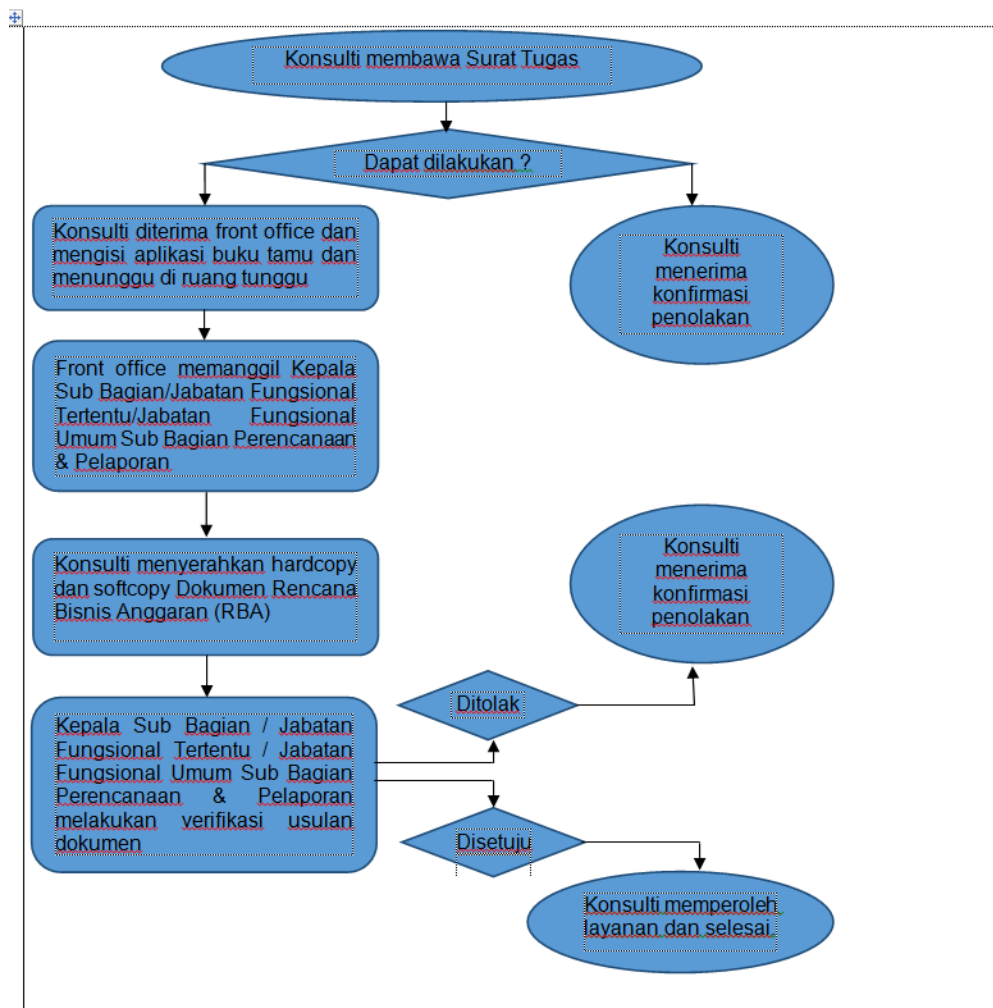 Konsulti membawa Surat Tugas
Dapat dilakukan ?
Konsulti diterima front office dan
mengisi aplikasi buku tamu dan
menunggu di ruang tunggu
Konsulti
menerima
konfirmasi
penolakan
Front office memanggil Kepala
Sub Bagian/Jabatan Fungsional
Tertentu/Jabatan Fungsional
Umum Sub Bagian Perencanaan
& Pelaporan
Konsulti menyerahkan hardcopy
dan softcopy Dokumen Rencana
Bisnis Anggaran (RBA)
Konsulti
menerima
konfirmasi
penolakan
Kepala Sub Bagian / Jabatan
Fungsional Tertentu / Jabatan
Fungsional Umum Sub Bagian
Perencanaan & Pelaporan
melakukan verifikasi usulan
dokumen
Ditolak
Disetuju
Konsulti memperoleh
layanan dan selesai